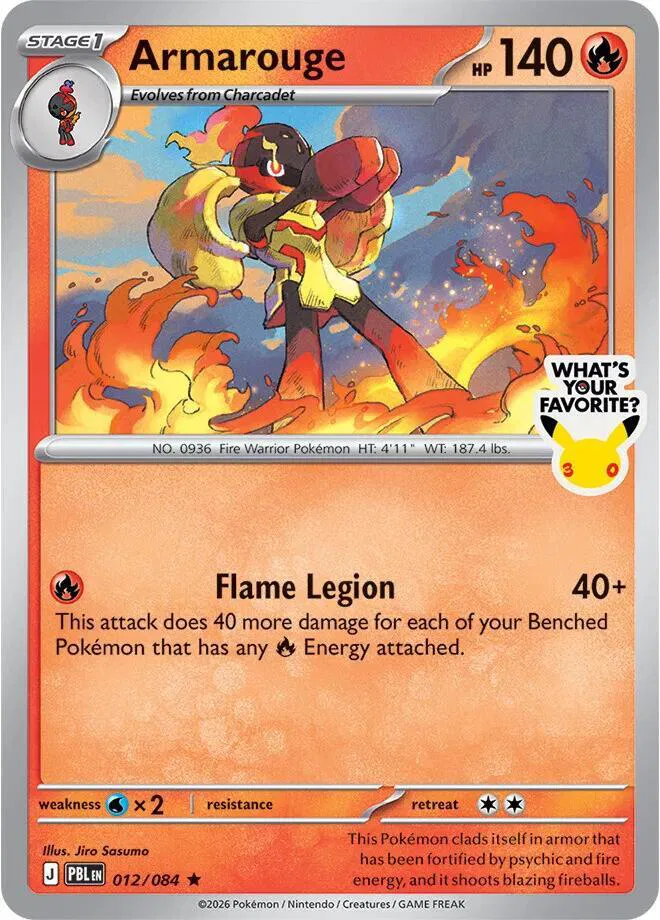 STAGE 1
Armarouge
HP 140
Evolves from Charcadet
WHAT'S
YOUR
FAVORITE?
3 0
NO. 0936 Fire Warrior Pokémon HT: 4'11" WT: 187.4 lbs.
Flame Legion 40+
This attack does 40 more damage for each of your Benched
Pokémon that has any Energy attached.
weakness ×2 resistance retreat
Illus. Jiro Sasumo
This Pokémon clads itself in armor that
has been fortified by psychic and fire
energy, and it shoots blazing fireballs.
J PBL EN 012/084 ★
©2026 Pokémon / Nintendo / Creatures / GAME FREAK